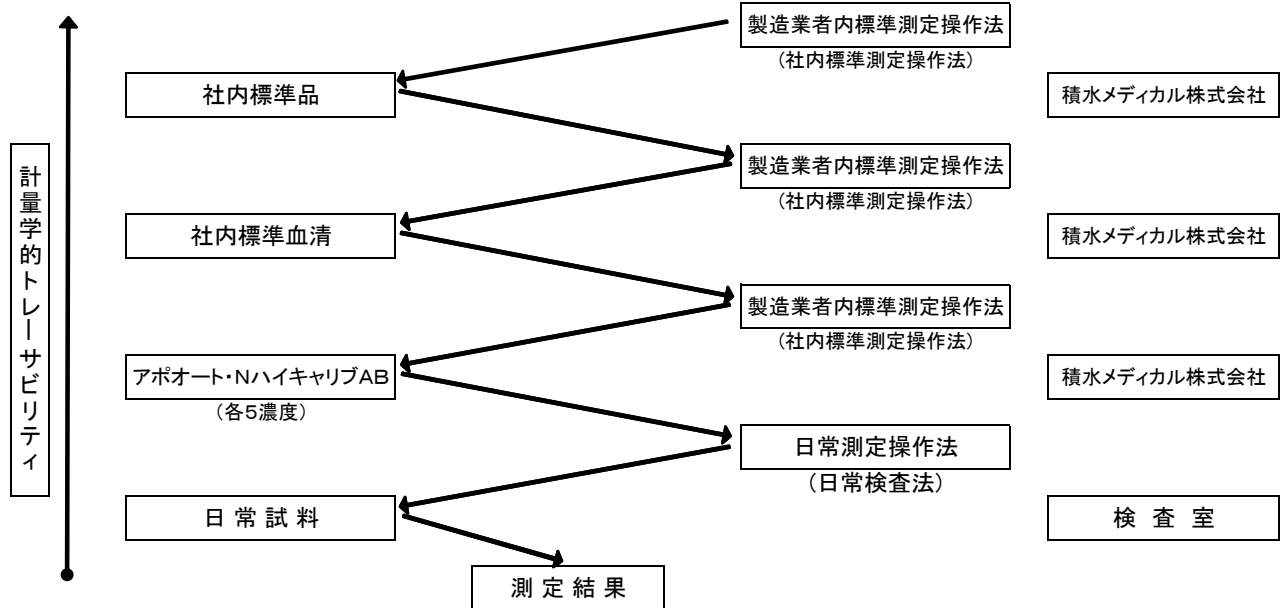 製造業者内標準測定操作法
(社内標準測定操作法)
社内標準品
積水メディカル株式会社
製造業者内標準測定操作法
(社内標準測定操作法)
社内標準血清
積水メディカル株式会社
製造業者内標準測定操作法
(社内標準測定操作法)
アポオート・NハイキャリブAB
(各5濃度)
積水メディカル株式会社
日常測定操作法
(日常検査法)
日常試料
検査室
測定結果
計量学的トレーサビリティ